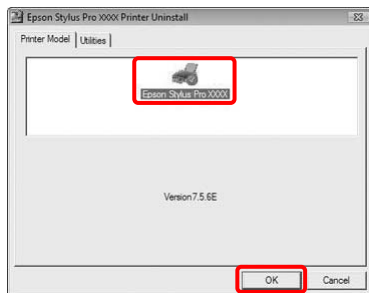 Epson Stylus Pro XXXX Printer Uninstall
Printer Model
Utilities
Epson Stylus Pro XXXX
Version7.5.6E
OK
Cancel